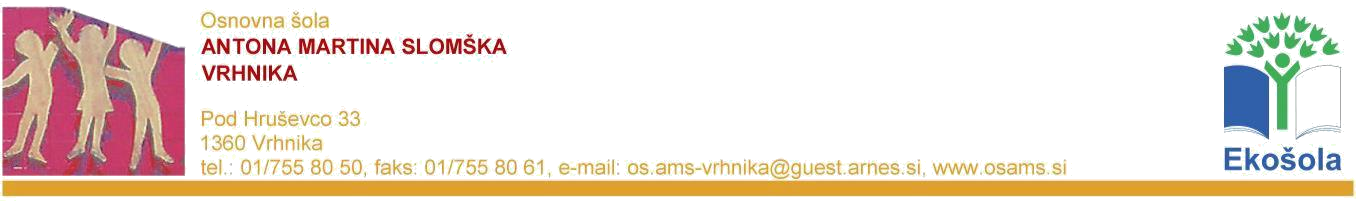 Osnovna šola
ANTONA MARTINA SLOMŠKA
VRHNIKA
Pod Hruševco 33
1360 Vrhnika
tel.: 01/755 80 50, faks: 01/755 80 61, e-mail: os.ams-vrhnika@guest.arnes.si, www.osams.si
Ekošola